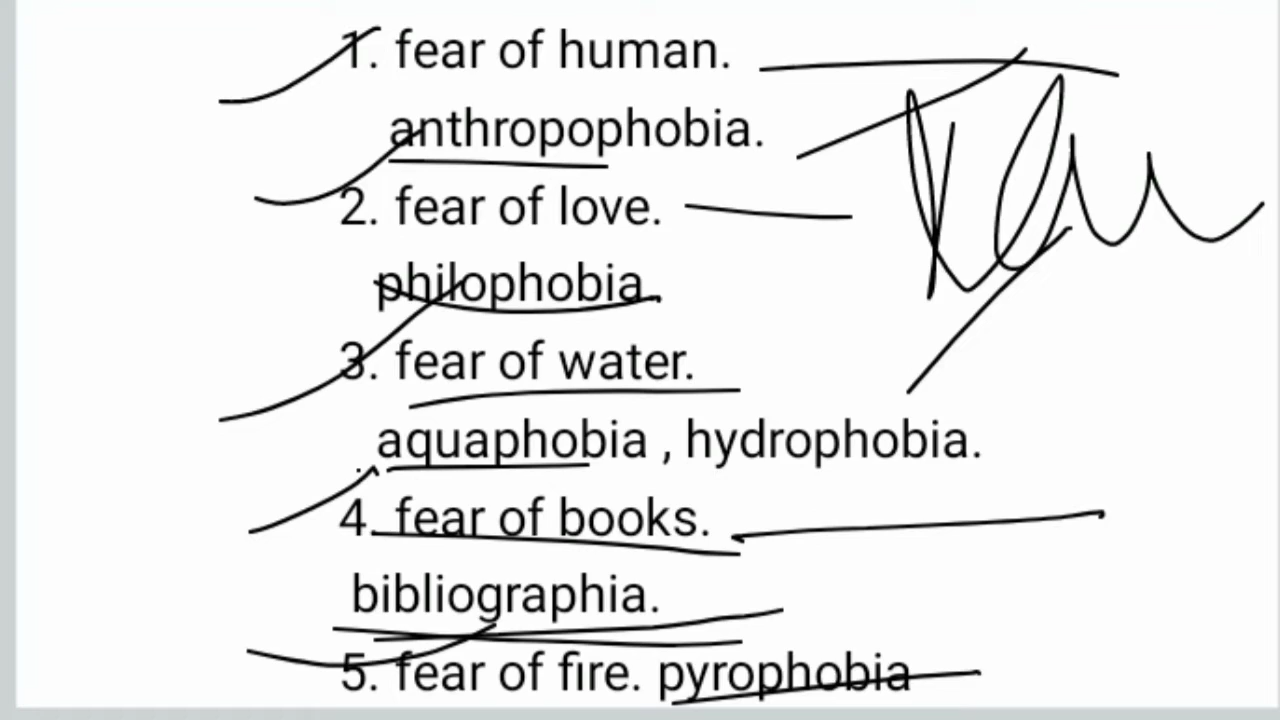 1. fear of human.
anthropophobia.
2. fear of love.
philophobia.
3. fear of water.
aquaphobia , hydrophobia.
4. fear of books.
bibliographia.
5. fear of fire. pyrophobia